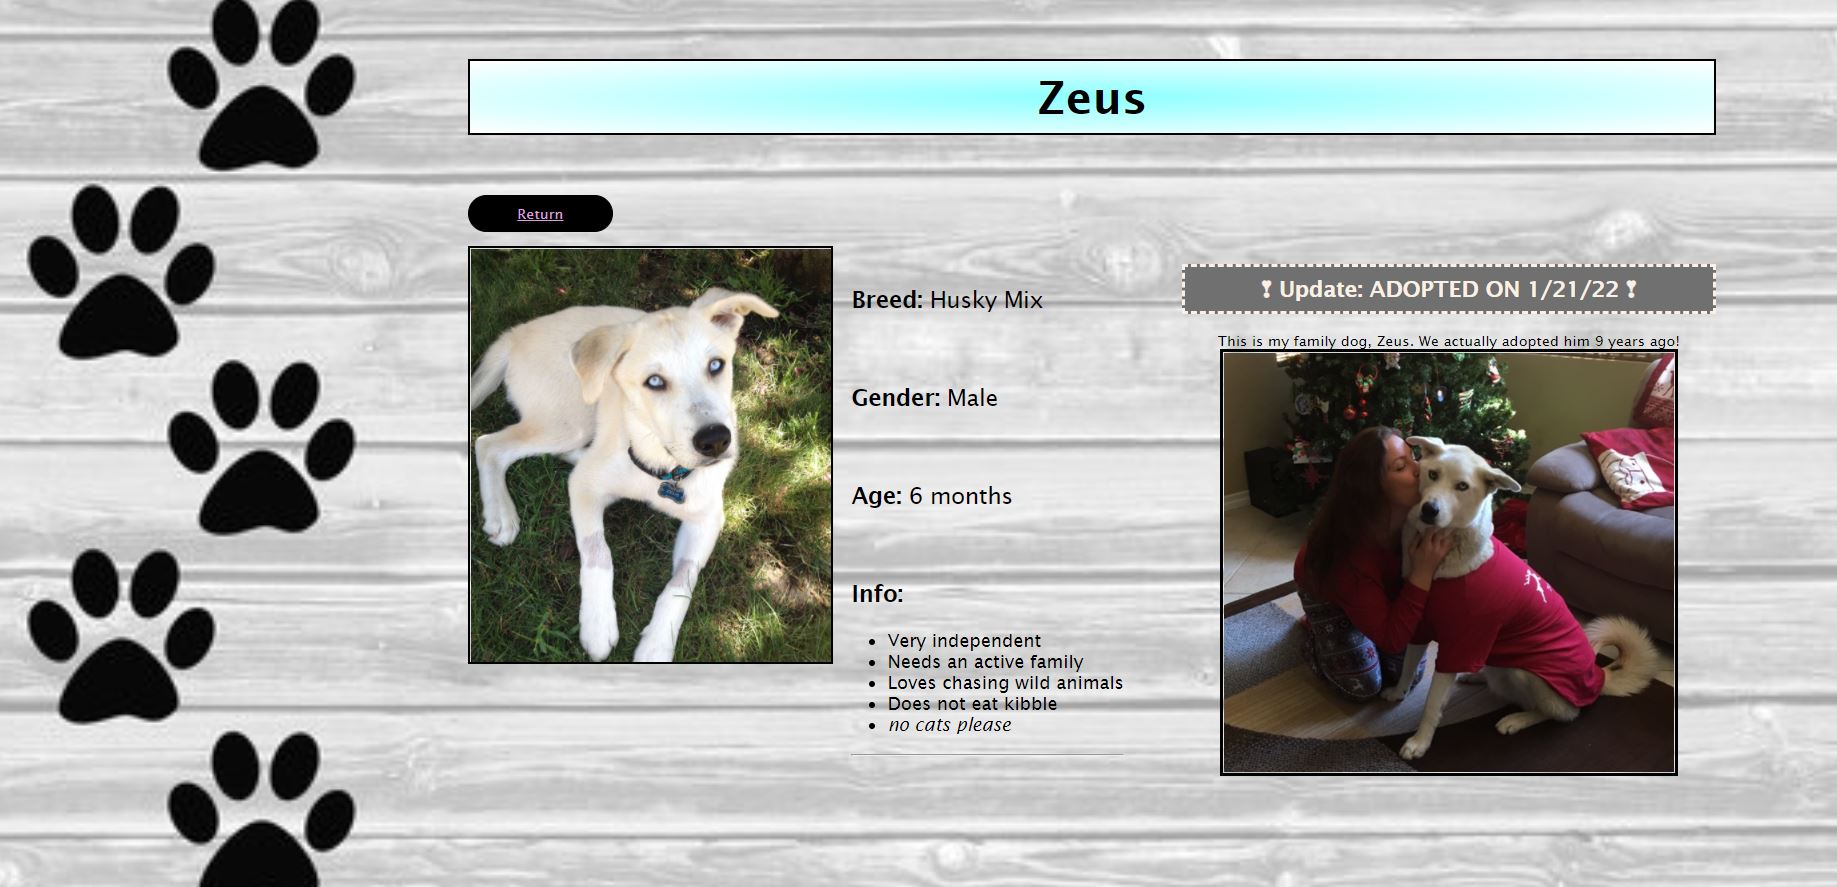 Zeus
Return
Breed: Husky Mix
Gender: Male
Age: 6 months
Info:
• Very independent
• Needs an active family
• Loves chasing wild animals
• Does not eat kibble
• no cats please
❢ Update: ADOPTED ON 1/21/22 ❢
This is my family dog, Zeus. We actually adopted him 9 years ago!